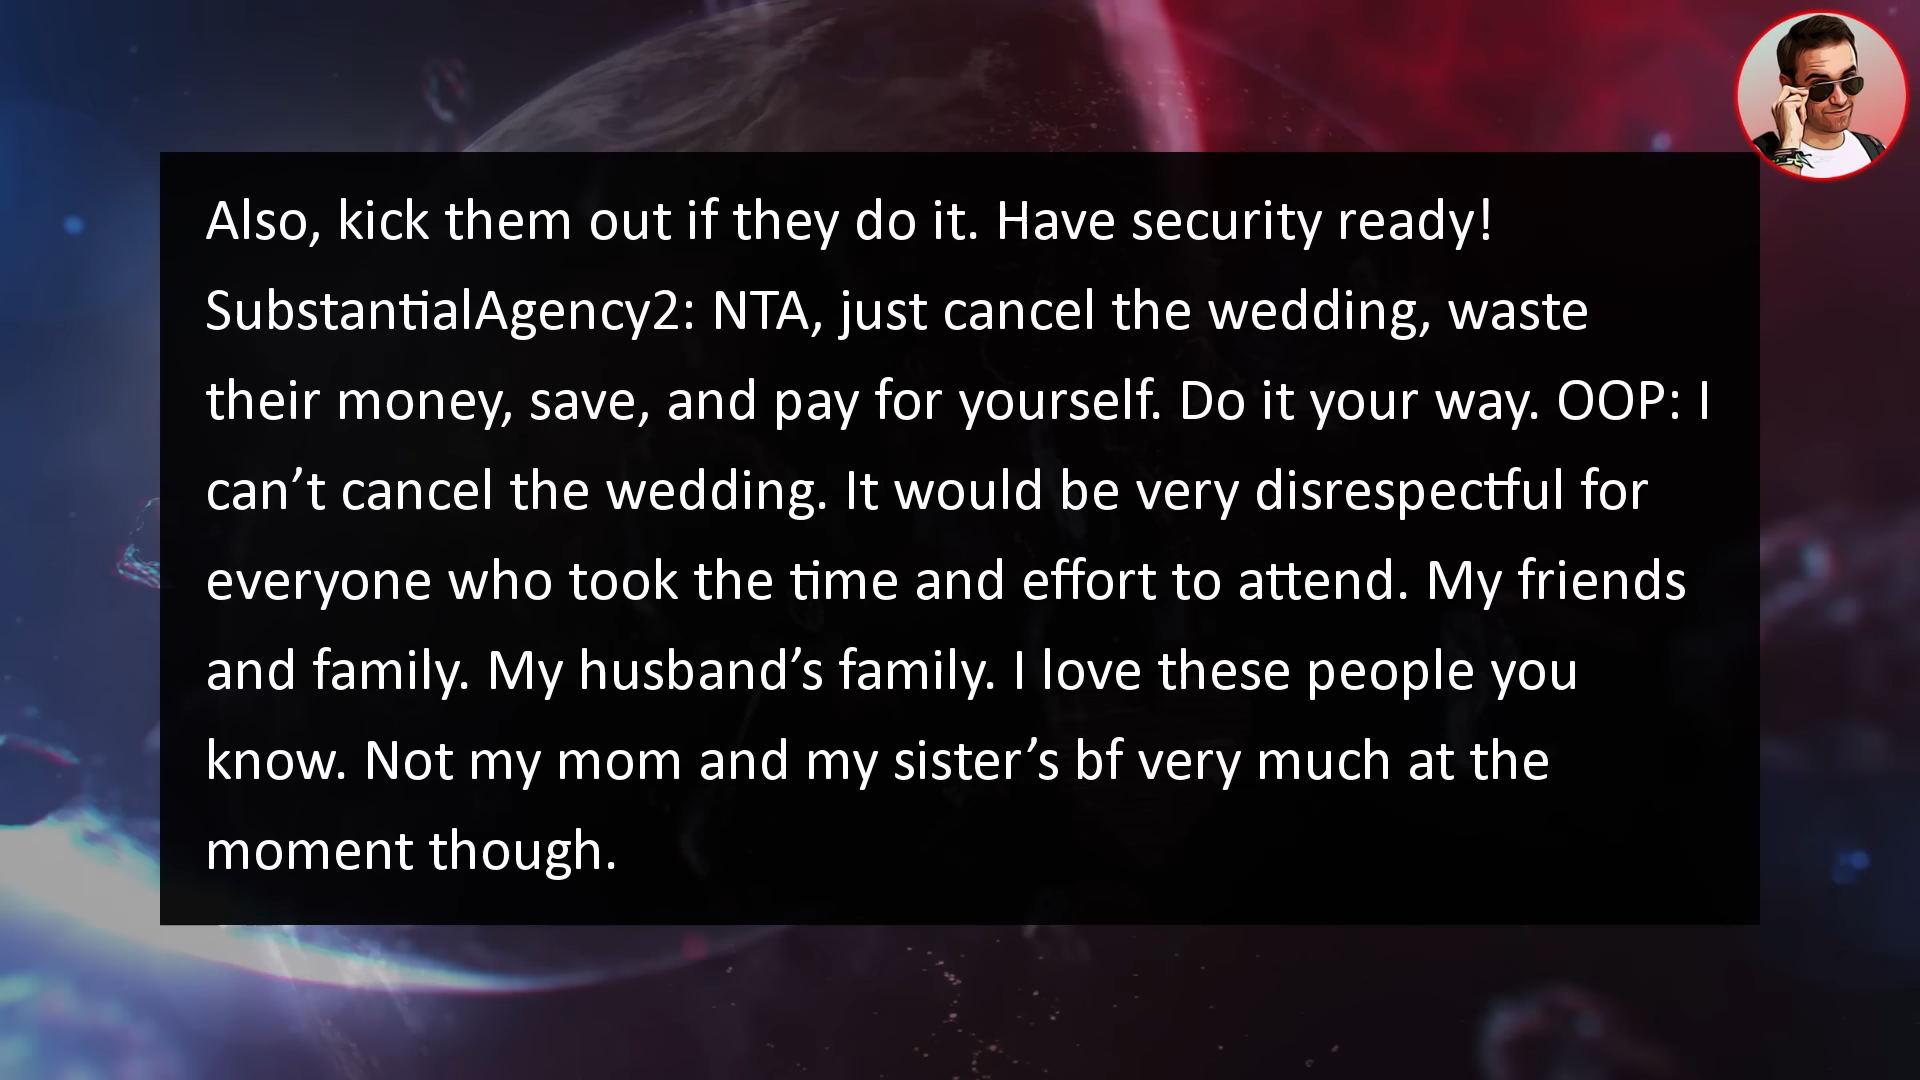 Also, kick them out if they do it. Have security ready!
SubstantialAgency2: NTA, just cancel the wedding, waste
their money, save, and pay for yourself. Do it your way. OOP: I
can’t cancel the wedding. It would be very disrespectful for
everyone who took the time and effort to attend. My friends
and family. My husband’s family. I love these people you
know. Not my mom and my sister’s bf very much at the
moment though.